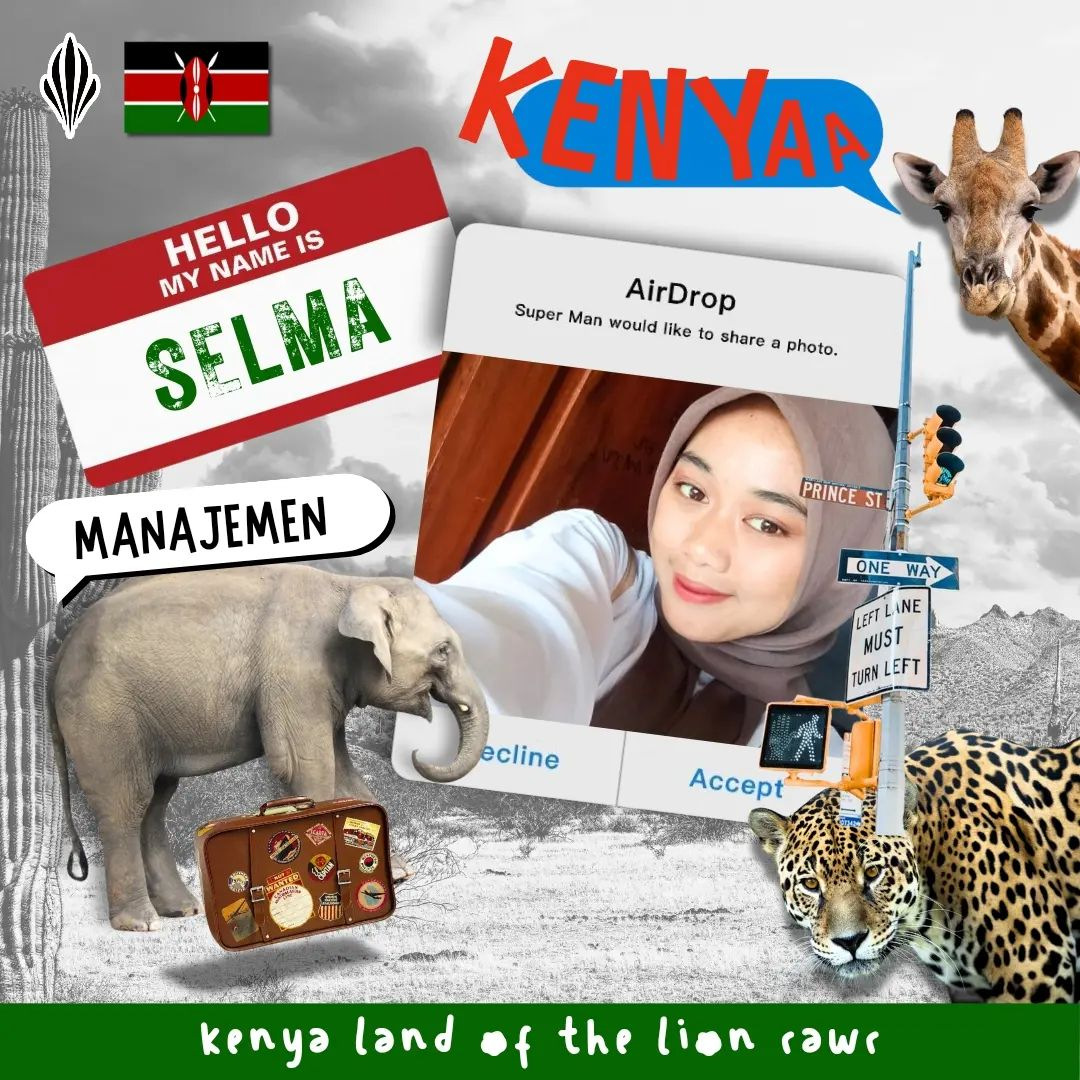 KENYAA
HELLO
MY NAME IS
SELMA
AirDrop
Super Man would like to share a photo.
PRINCE ST
MANAJEMEN
ONE WAY
LEFT LANE
MUST
TURN LEFT
ecline
Accept
WANTED
kenya land of the lion rawr